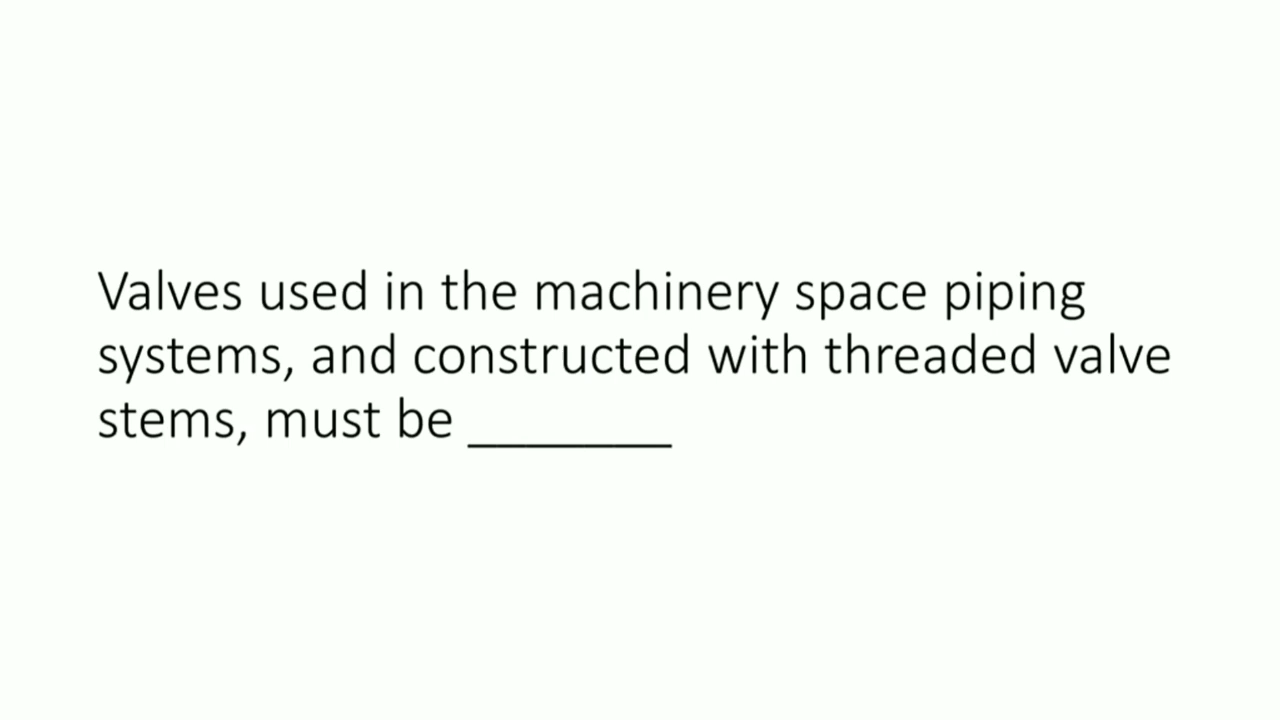 Valves used in the machinery space piping
systems, and constructed with threaded valve
stems, must be ________